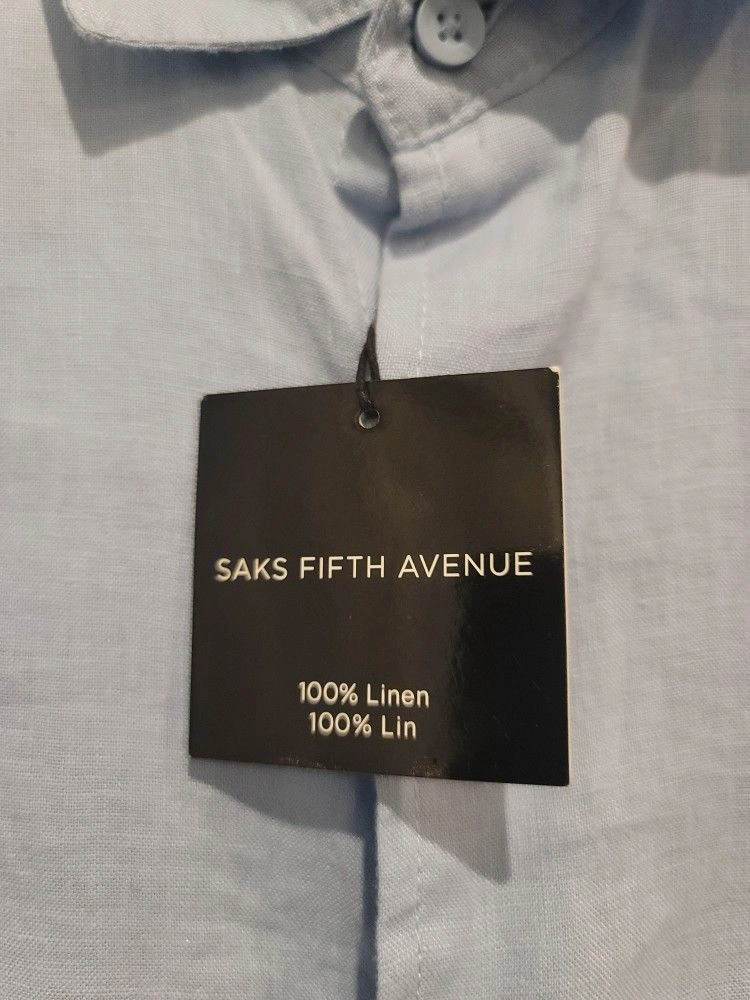 SAKS FIFTH AVENUE
100% Linen
100% Lin